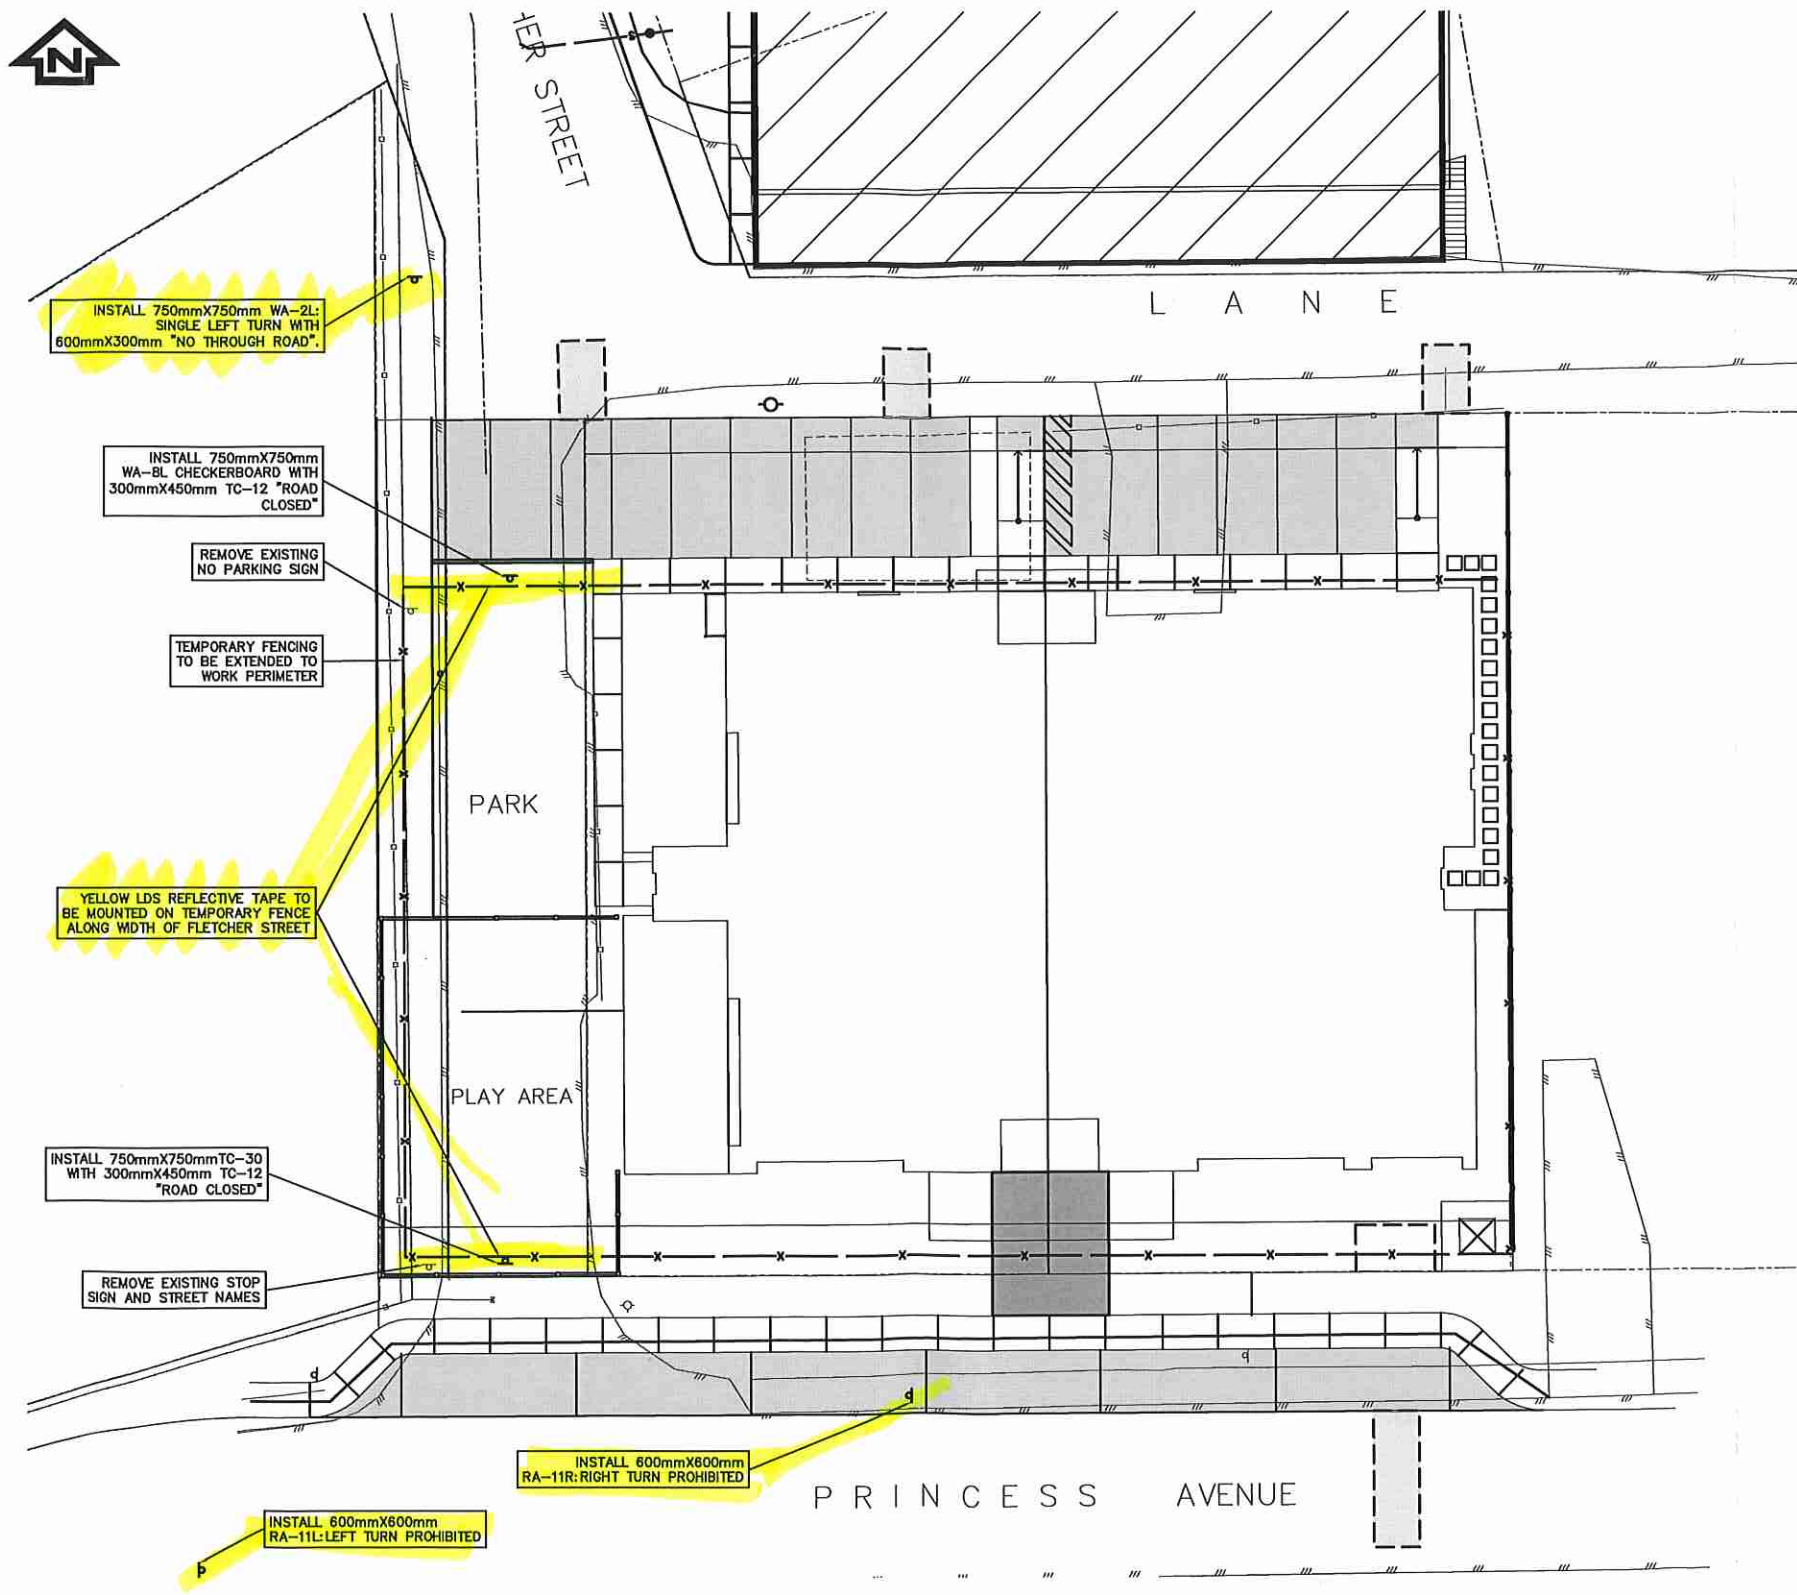 N
HER STREET
L A N E
INSTALL 750mmX750mm WA-2L:
SINGLE LEFT TURN WITH
600mmX300mm "NO THROUGH ROAD".
INSTALL 750mmX750mm
WA-8L CHECKERBOARD WITH
300mmX450mm TC-12 "ROAD
CLOSED"
REMOVE EXISTING
NO PARKING SIGN
TEMPORARY FENCING
TO BE EXTENDED TO
WORK PERIMETER
PARK
YELLOW LDS REFLECTIVE TAPE TO
BE MOUNTED ON TEMPORARY FENCE
ALONG WIDTH OF FLETCHER STREET
PLAY AREA
INSTALL 750mmX750mmTC-30
WITH 300mmX450mm TC-12
"ROAD CLOSED"
REMOVE EXISTING STOP
SIGN AND STREET NAMES
INSTALL 600mmX600mm
RA-11R:RIGHT TURN PROHIBITED
P R I N C E S S AVENUE
INSTALL 600mmX600mm
RA-11L:LEFT TURN PROHIBITED